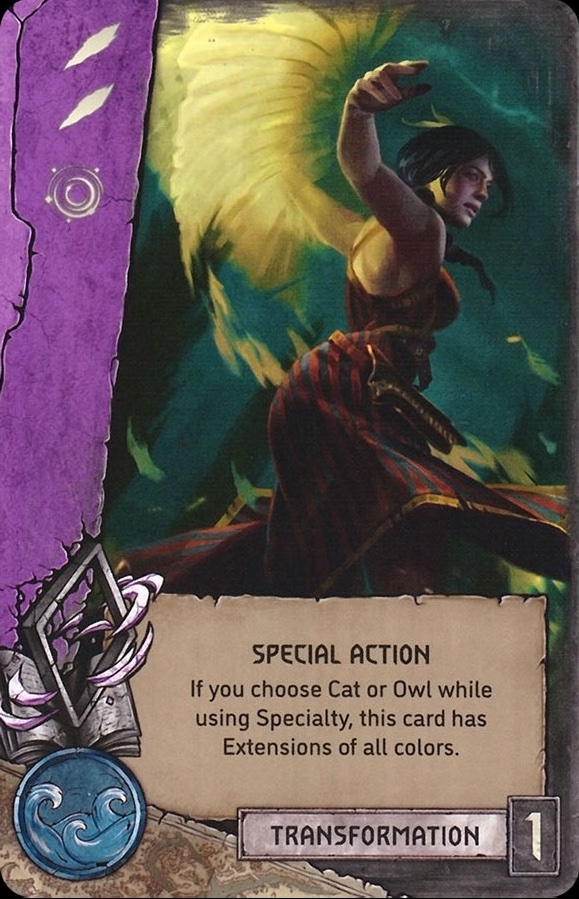 SPECIAL ACTION
If you choose Cat or Owl while
using Specialty, this card has
Extensions of all colors.
TRANSFORMATION
1